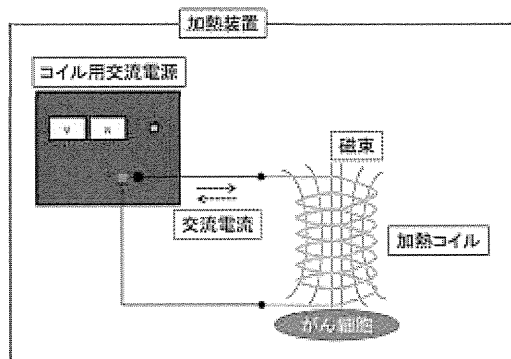 加熱装置
コイル用交流電源
磁束
交流電流
加熱コイル
がん細胞